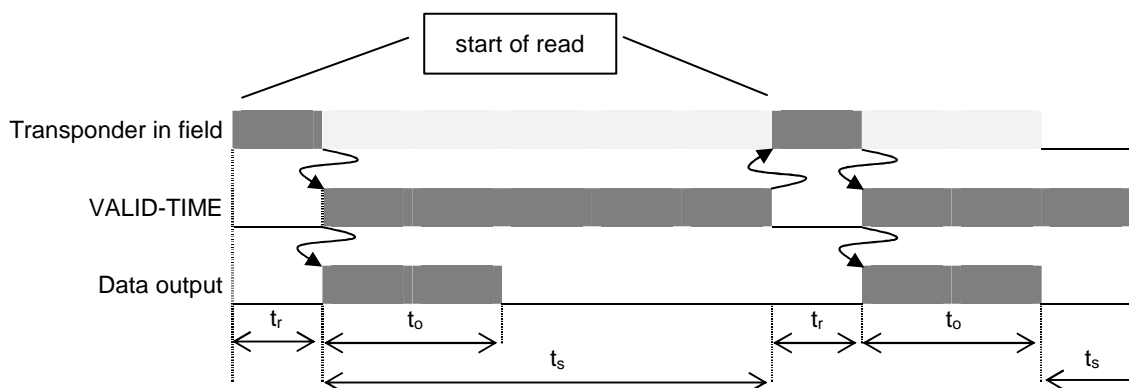 start of read
Transponder in field
VALID-TIME
Data output
tr to tr to
ts ts